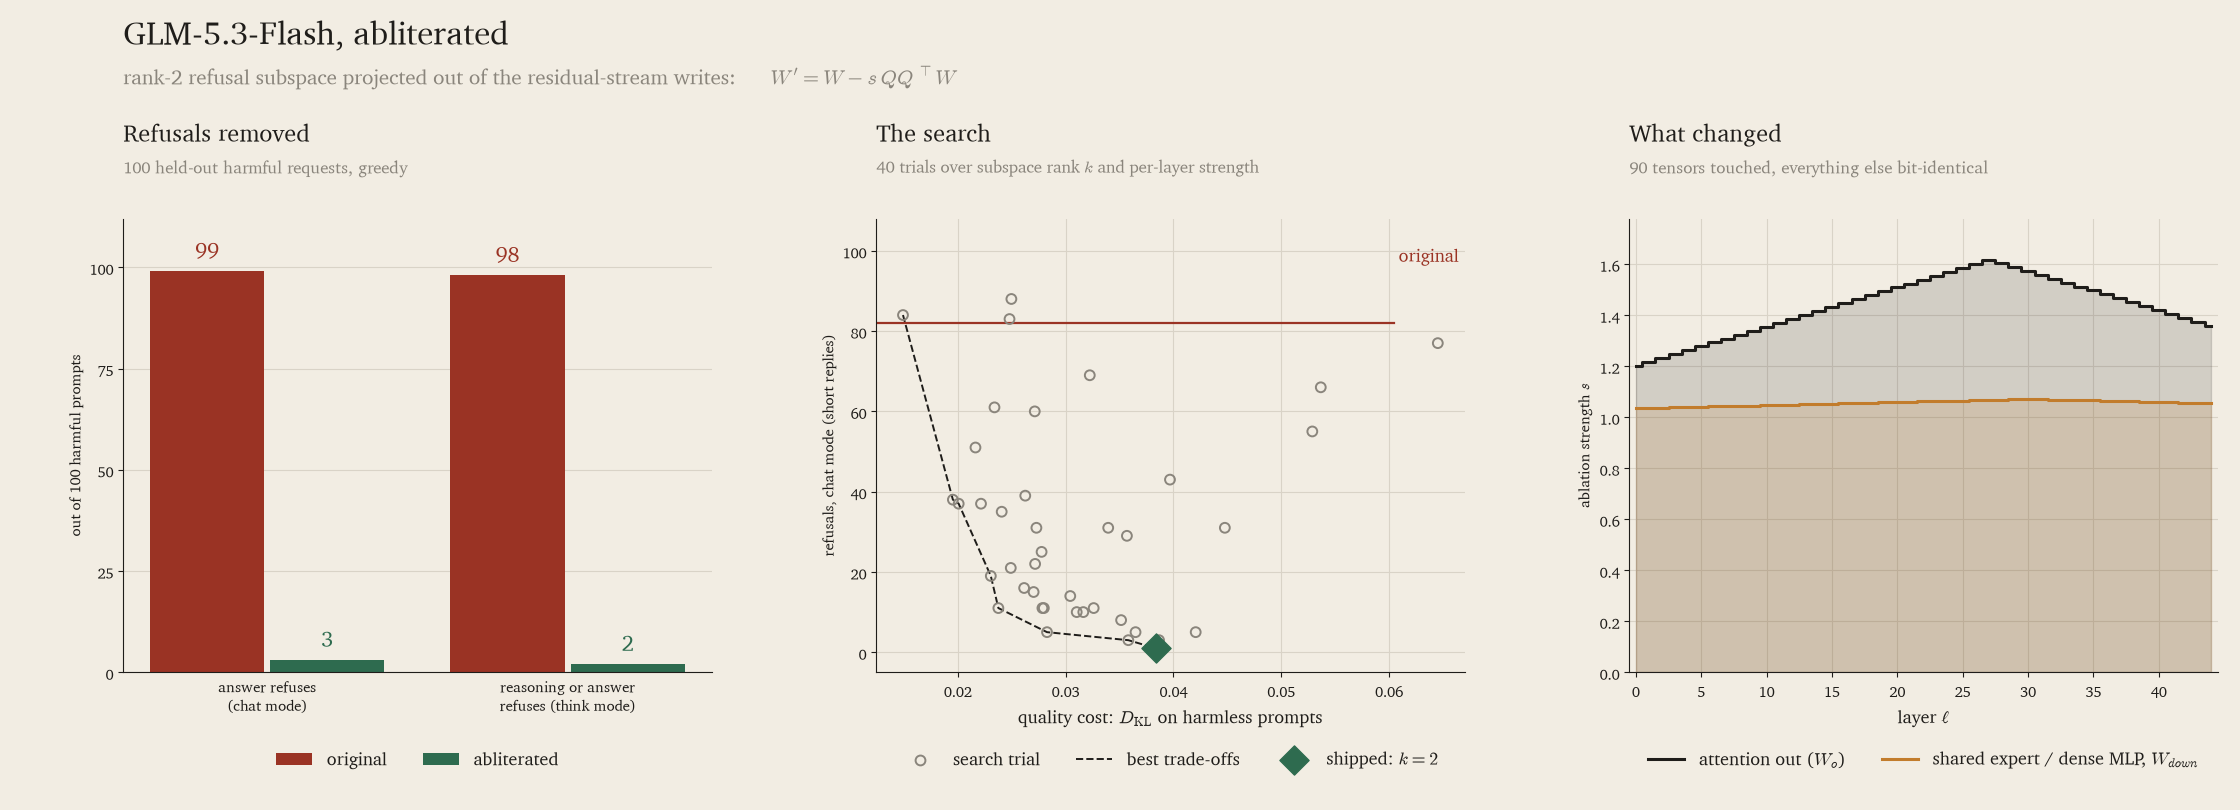 GLM-5.3-Flash, abliterated
rank-2 refusal subspace projected out of the residual-stream writes: W′ = W − s QQ⊤W
Refusals removed
100 held-out harmful requests, greedy
out of 100 harmful prompts
100
75
50
25
0
99
3
98
2
answer refuses
(chat mode)
reasoning or answer
refuses (think mode)
original
abliterated
The search
40 trials over subspace rank k and per-layer strength
refusals, chat mode (short replies)
100
80
60
40
20
0
original
0.02
0.03
0.04
0.05
0.06
quality cost: D_KL on harmless prompts
search trial
best trade-offs
shipped: k = 2
What changed
90 tensors touched, everything else bit-identical
ablation strength s
1.6
1.4
1.2
1.0
0.8
0.6
0.4
0.2
0.0
0
5
10
15
20
25
30
35
40
layer ℓ
attention out (W_o)
shared expert / dense MLP, W_down